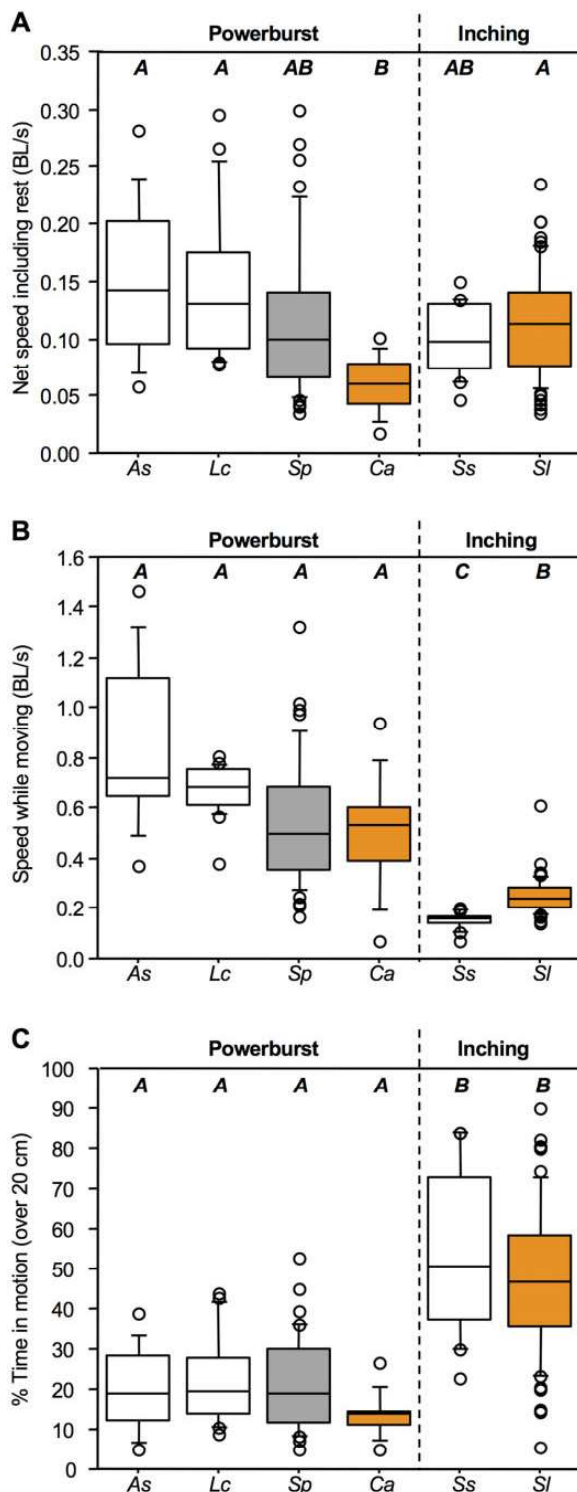 A
Powerburst Inching
A A AB B AB A
Net speed including rest (BL/s)
0.35
0.30
0.25
0.20
0.15
0.10
0.05
0.00
As Lc Sp Ca Ss Sl
B
Powerburst Inching
A A A A C B
Speed while moving (BL/s)
1.6
1.4
1.2
1.0
0.8
0.6
0.4
0.2
0.0
As Lc Sp Ca Ss Sl
C
Powerburst Inching
A A A A B B
% Time in motion (over 20 cm)
100
90
80
70
60
50
40
30
20
10
0
As Lc Sp Ca Ss Sl